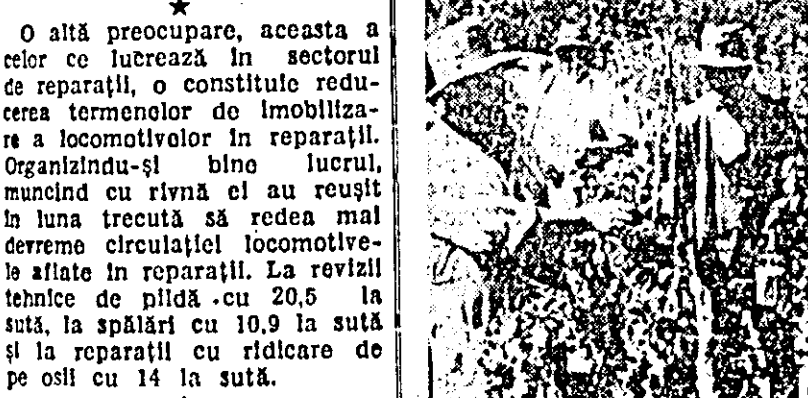 ★
O altă preocupare, aceasta a
celor ce lucrează în sectorul
de reparații, o constituie redu-
cerea termenelor de imobiliza-
re a locomotivelor în reparații.
Organizîndu-și bine lucrul,
muncind cu rîvnă ei au reușit
în luna trecută să redea mai
devreme circulației locomotive-
le aflate în reparații. La revizii
tehnice de pildă cu 20,5 la
sută, la spălări cu 10,9 la sută
și la reparații cu ridicare de
pe osii cu 14 la sută.